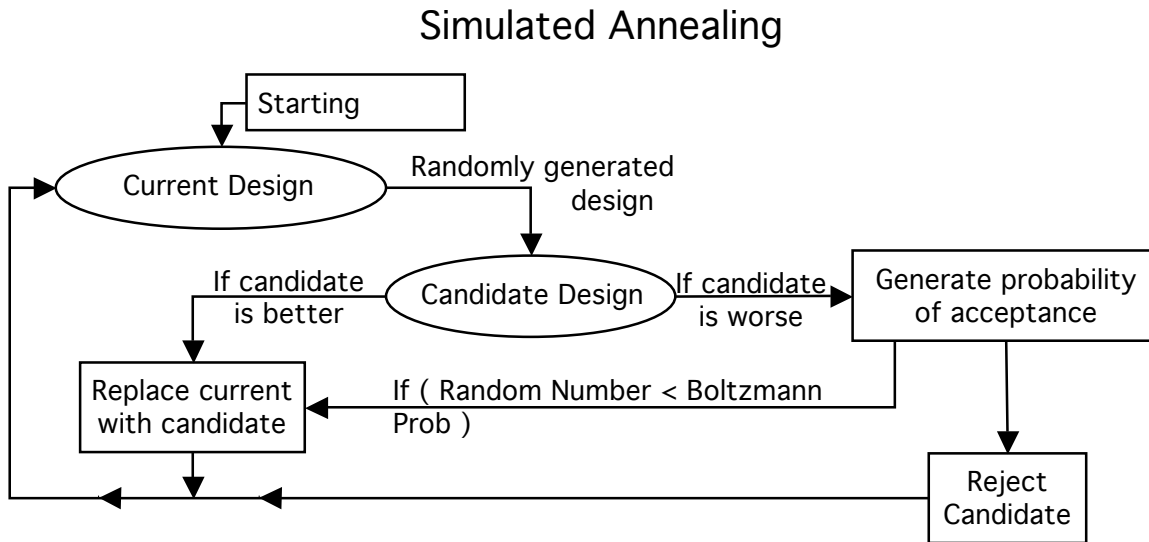 Simulated Annealing
Starting
Current Design
Randomly generated
design
If candidate
is better
Candidate Design
If candidate
is worse
Generate probability
of acceptance
Replace current
with candidate
If ( Random Number < Boltzmann
Prob )
Reject
Candidate